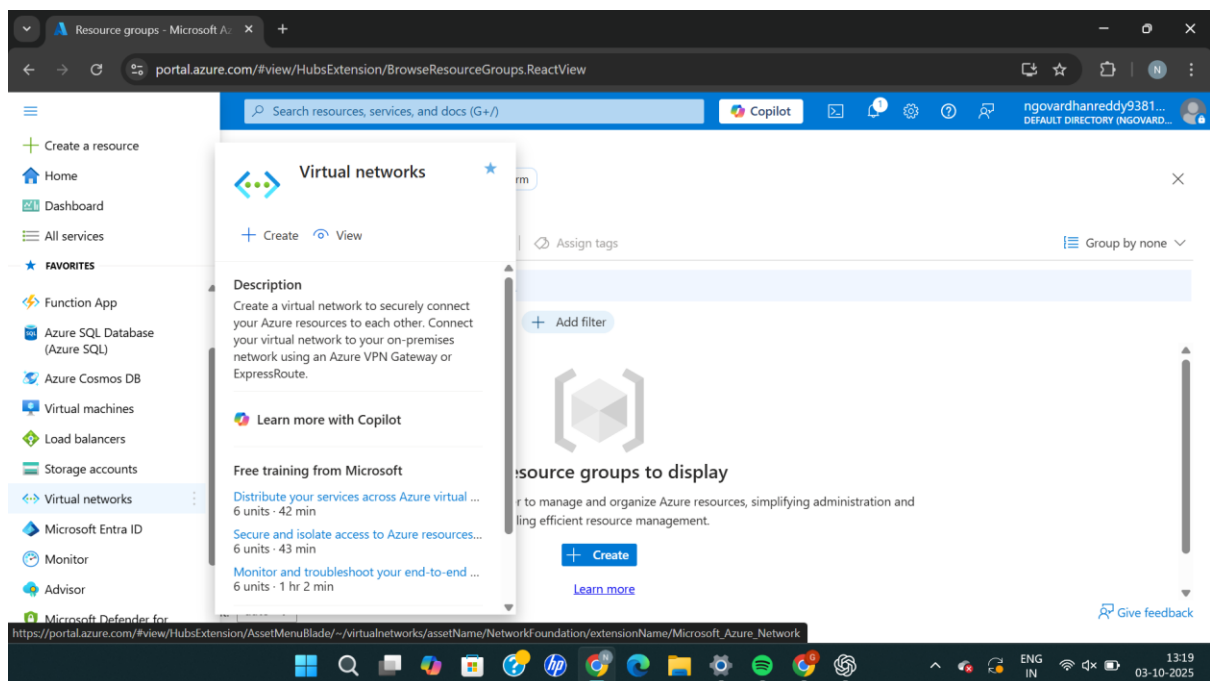 Resource groups - Microsoft Az
portal.azure.com/#view/HubsExtension/BrowseResourceGroups.ReactView
N
Search resources, services, and docs (G+/)
Copilot
1
ngovardhanreddy9381...
DEFAULT DIRECTORY (NGOVARD...
Create a resource
Home
Dashboard
All services
FAVORITES
Function App
Azure SQL Database
(Azure SQL)
Azure Cosmos DB
Virtual machines
Load balancers
Storage accounts
Virtual networks
Microsoft Entra ID
Monitor
Advisor
Microsoft Defender for
Virtual networks
Create
View
Description
Create a virtual network to securely connect
your Azure resources to each other. Connect
your virtual network to your on-premises
network using an Azure VPN Gateway or
ExpressRoute.
Learn more with Copilot
Free training from Microsoft
Distribute your services across Azure virtual ...
6 units · 42 min
Secure and isolate access to Azure resources...
6 units · 43 min
Monitor and troubleshoot your end-to-end ...
6 units · 1 hr 2 min
rm
Assign tags
Group by none
Add filter
esource groups to display
r to manage and organize Azure resources, simplifying administration and
ling efficient resource management.
Create
Learn more
Give feedback
https://portal.azure.com/#view/HubsExtension/AssetMenuBlade/~/virtualnetworks/assetName/NetworkFoundation/extensionName/Microsoft_Azure_Network
ENG
IN
13:19
03-10-2025